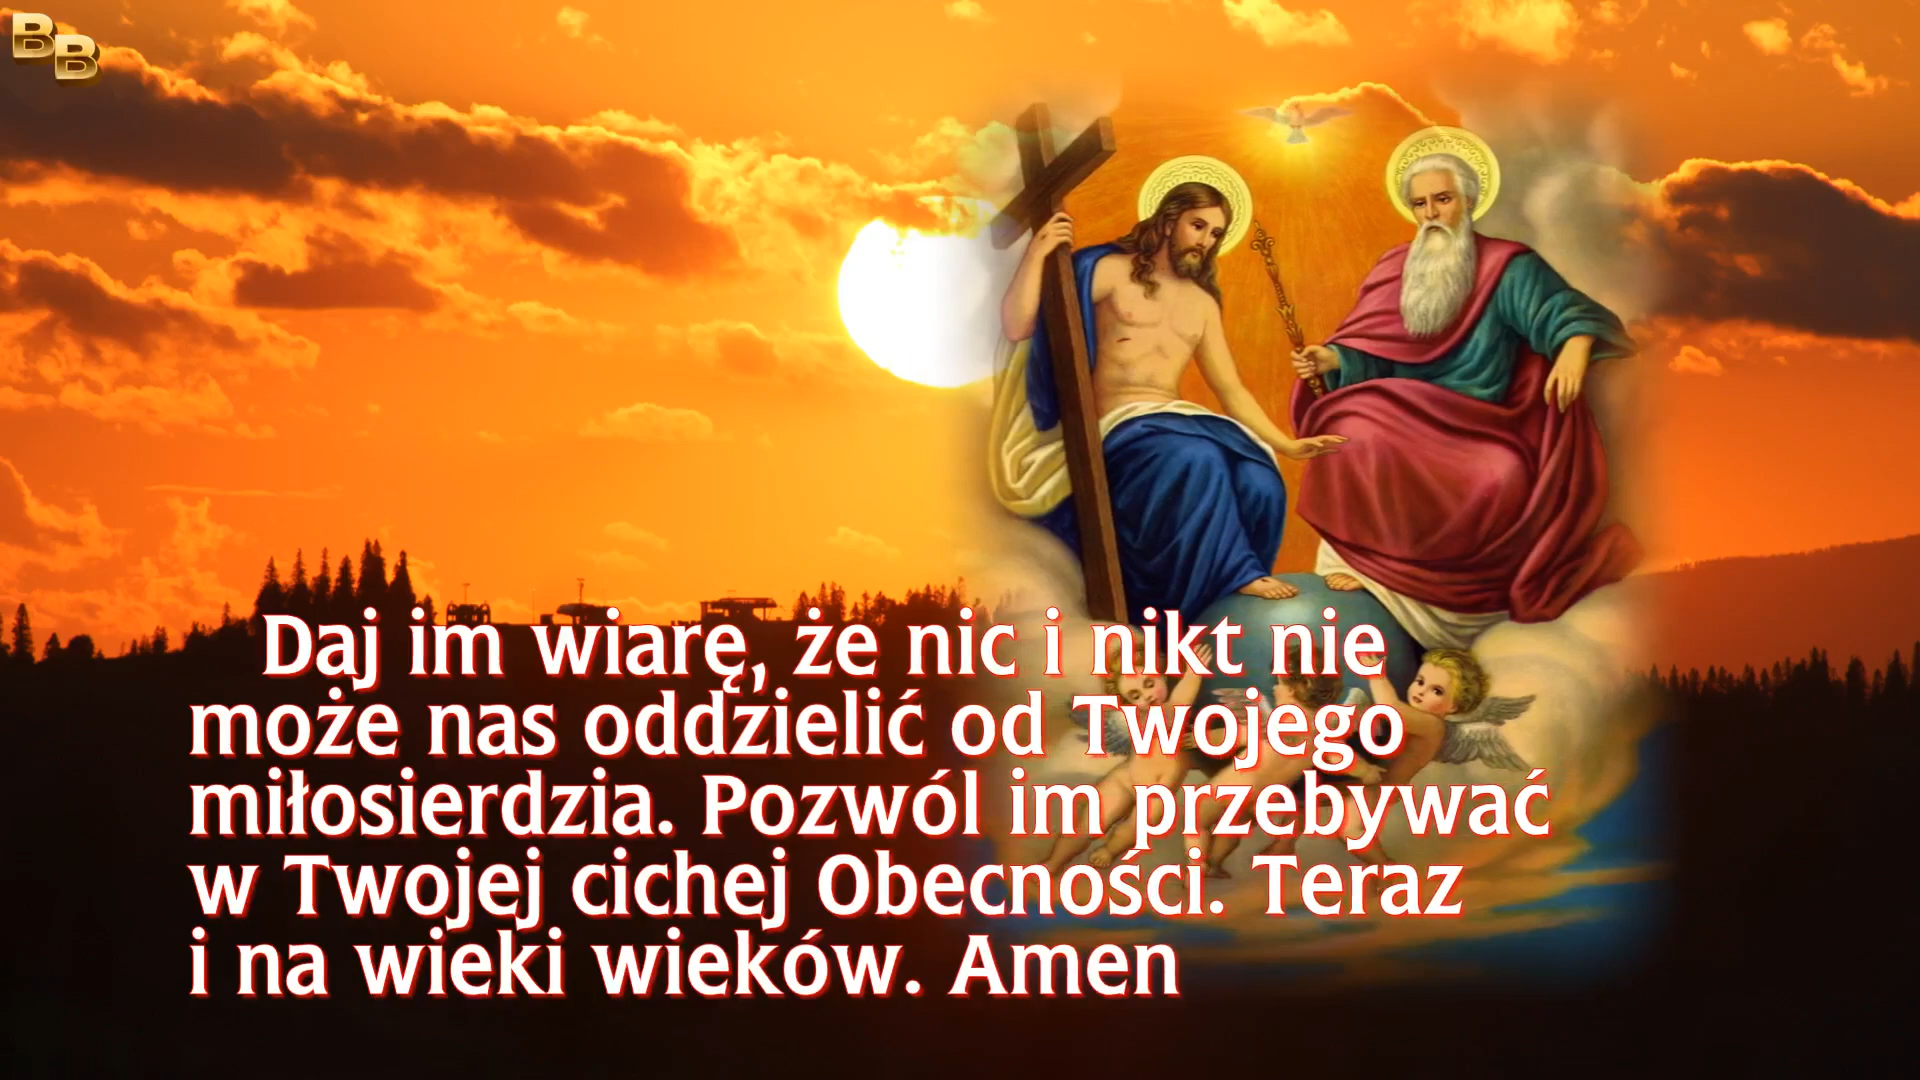 BB
Daj im wiarę, że nic i nikt nie
może nas oddzielić od Twojego
miłosierdzia. Pozwól im przebywać
w Twojej cichej Obecności. Teraz
i na wieki wieków. Amen